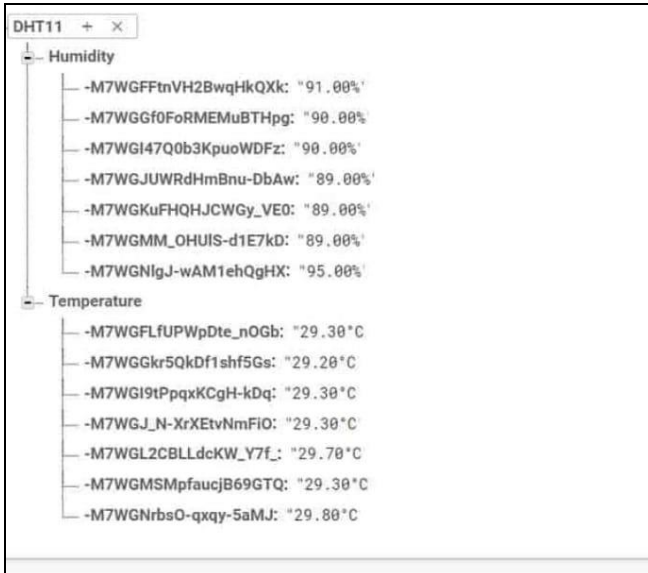 DHT11 + ×
Humidity
-M7WGFFtnVH2BwqHkQXk: "91.00%'
-M7WGGf0FoRMEMuBTHpg: "90.00%
-M7WGI47Q0b3KpuoWDFz: "90.00%'
-M7WGJUWRdHmBnu-DbAw: "89.00%'
-M7WGKuFHQHJCWGy_VE0: "89.00%'
-M7WGMM_OHUlS-d1E7kD: "89.00%'
-M7WGNlgJ-wAM1ehQgHX: "95.00%'
Temperature
-M7WGFLfUPWpDte_nOGb: "29.30°C
-M7WGGkr5QkDf1shf5Gs: "29.20°C
-M7WGI9tPpqxKCgH-kDq: "29.30°C
-M7WGJ_N-XrXEtvNmFiO: "29.30°C
-M7WGL2CBLLdcKW_Y7f_: "29.70°C
-M7WGMSMpfaucjB69GTQ: "29.30°C
-M7WGNrbsO-qxqy-5aMJ: "29.80°C